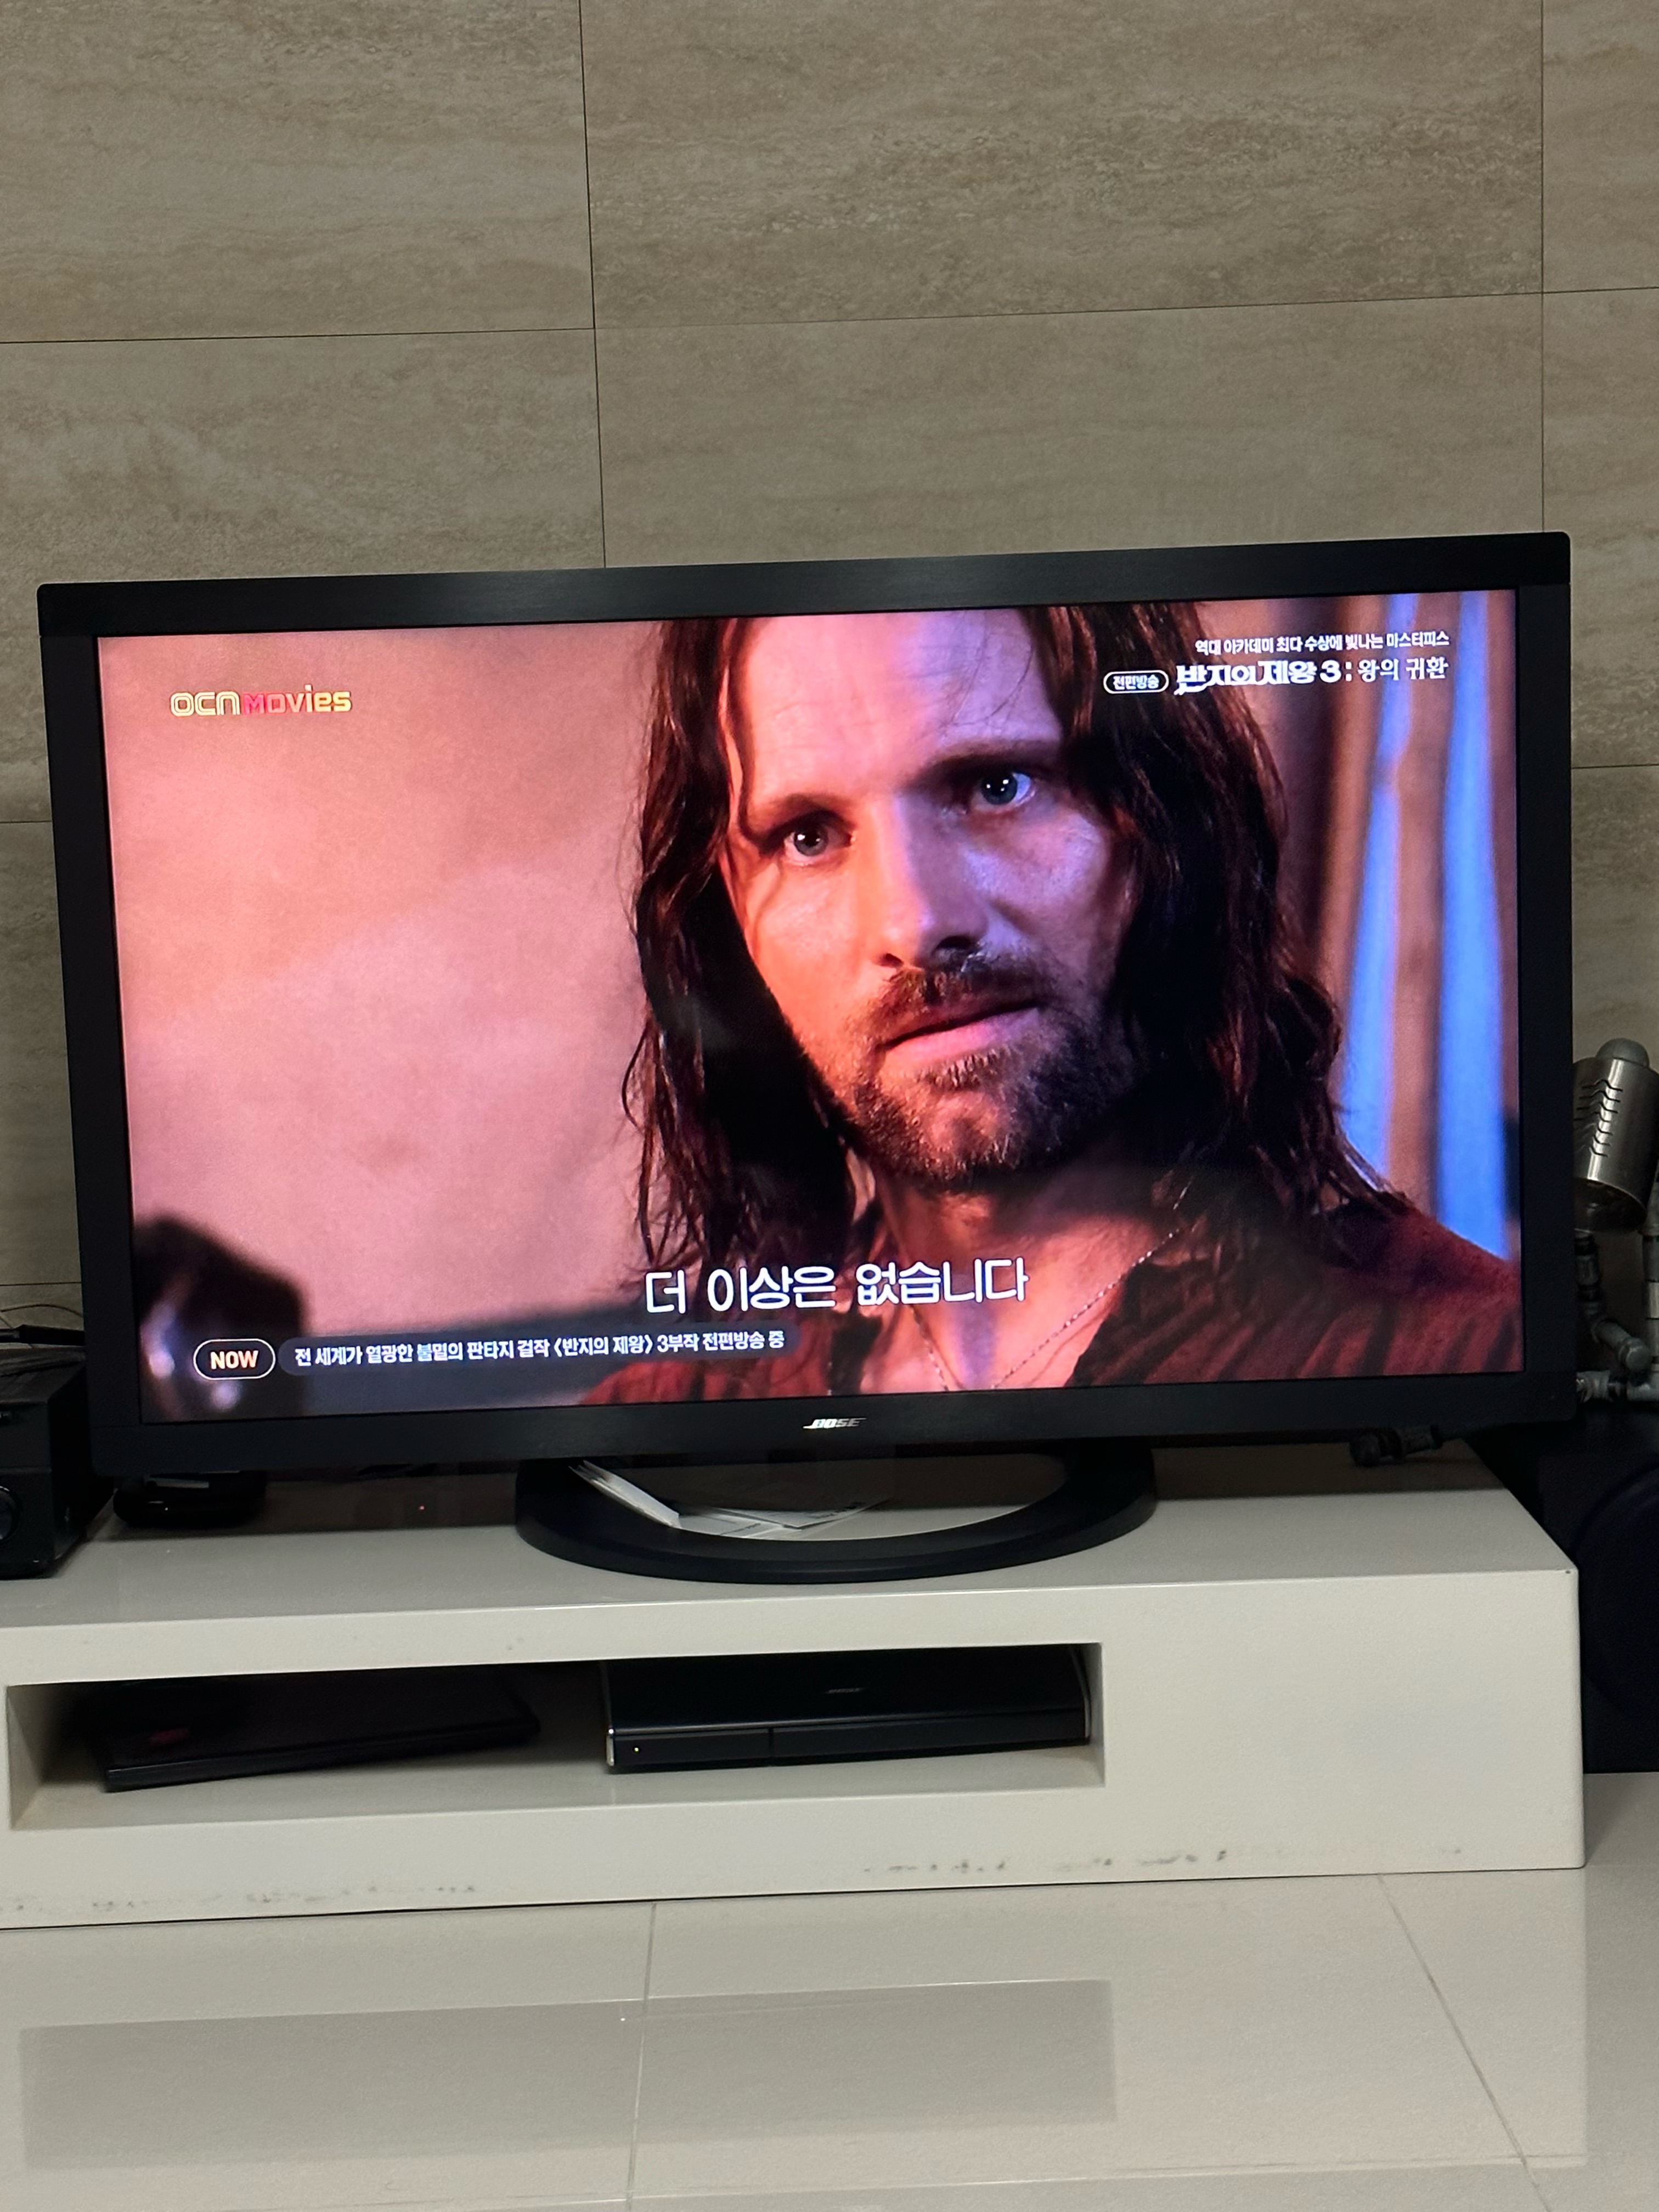 역대 아카데미 최다 수상에 빛나는 마스터피스
OCN Movies
전편방송 반지의 제왕 3 : 왕의 귀환
더 이상은 없습니다
NOW 전 세계가 열광한 불멸의 판타지 걸작 <반지의 제왕> 3부작 전편방송 중
BOSE